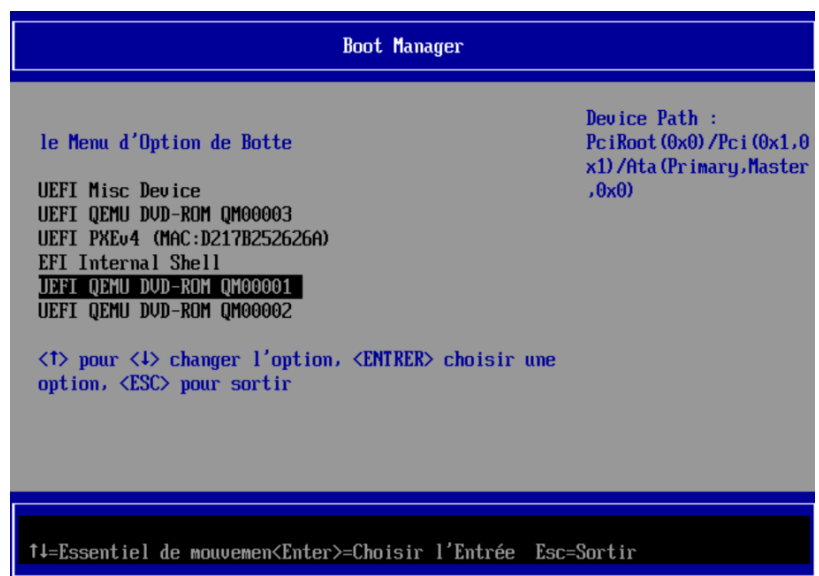 Boot Manager
le Menu d'Option de Botte
UEFI Misc Device
UEFI QEMU DVD-ROM QM00003
UEFI PXEv4 (MAC:D217B252626A)
EFI Internal Shell
UEFI QEMU DVD-ROM QM00001
UEFI QEMU DVD-ROM QM00002
<↑> pour <↓> changer l'option, <ENTRER> choisir une
option, <ESC> pour sortir
Device Path :
PciRoot(0x0)/Pci(0x1,0
x1)/Ata(Primary,Master
,0x0)
↑↓=Essentiel de mouvemen<Enter>=Choisir l'Entrée Esc=Sortir